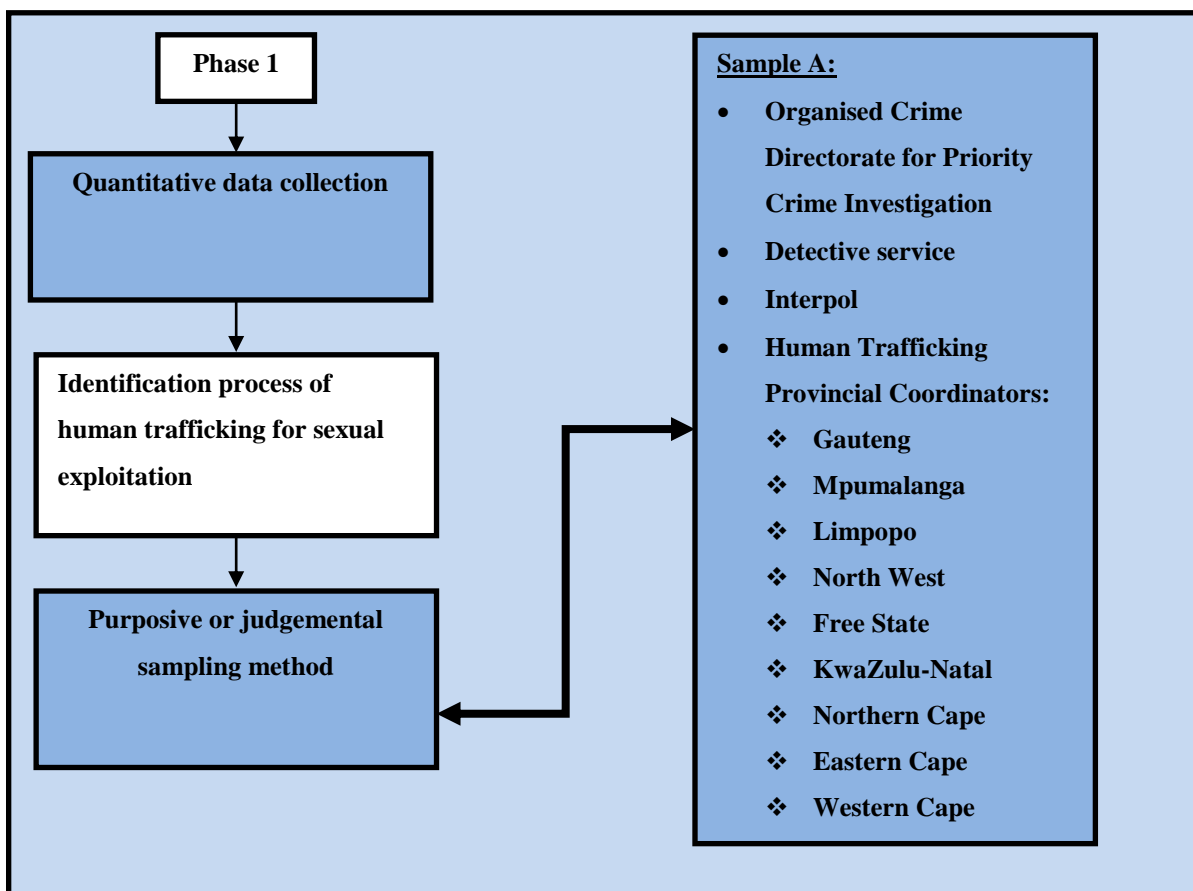 Phase 1
Quantitative data collection
Identification process of
human trafficking for sexual
exploitation
Purposive or judgemental
sampling method
Sample A:
• Organised Crime
Directorate for Priority
Crime Investigation
• Detective service
• Interpol
• Human Trafficking
Provincial Coordinators:
❖ Gauteng
❖ Mpumalanga
❖ Limpopo
❖ North West
❖ Free State
❖ KwaZulu-Natal
❖ Northern Cape
❖ Eastern Cape
❖ Western Cape